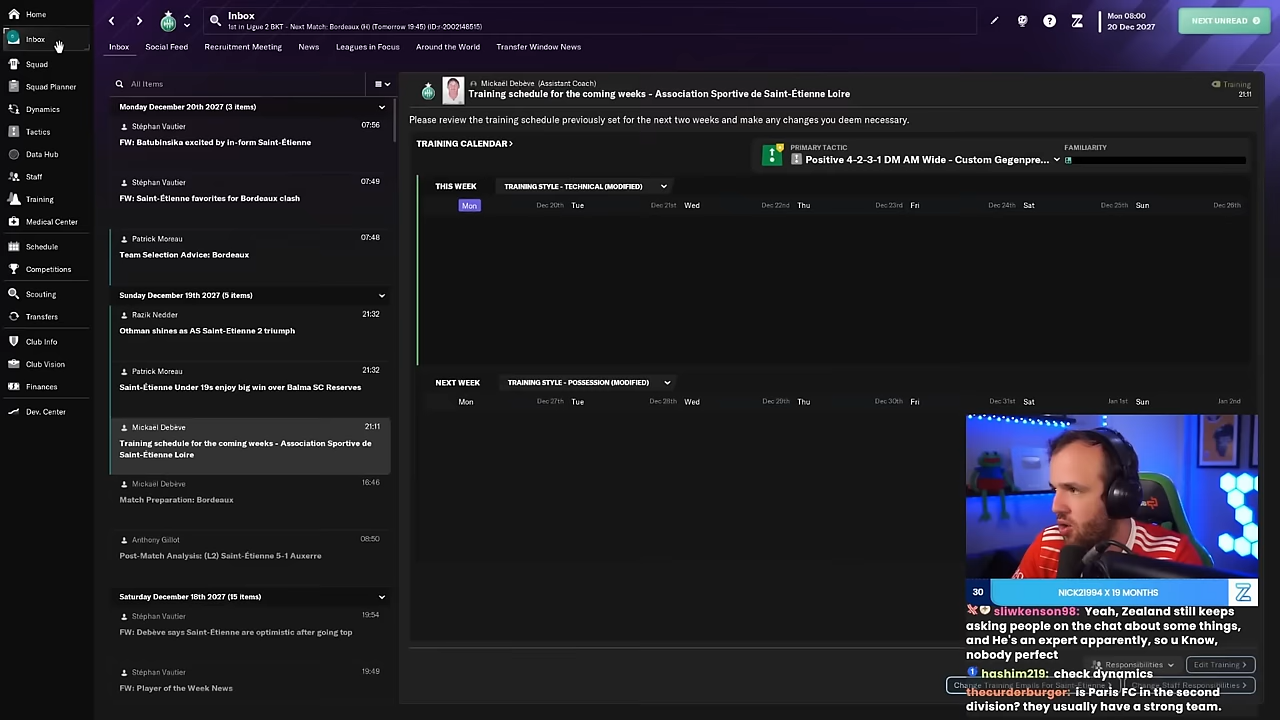 Home
Inbox
Squad
Squad Planner
Dynamics
Tactics
Data Hub
Staff
Training
Medical Center
Schedule
Competitions
Scouting
Transfers
Club Info
Club Vision
Finances
Dev. Center
Inbox
1st in Ligue 2 BKT - Next Match: Bordeaux (H) (Tomorrow 19:45) (ID:r-2002148515)
Mon 08:00
20 Dec 2027
NEXT UNREAD
Inbox Social Feed Recruitment Meeting News Leagues in Focus Around the World Transfer Window News
All Items
Monday December 20th 2027 (3 items)
Stéphan Vautier 07:56
FW: Batubinsika excited by in-form Saint-Étienne
Stéphan Vautier 07:49
FW: Saint-Étienne favorites for Bordeaux clash
Patrick Moreau 07:48
Team Selection Advice: Bordeaux
Sunday December 19th 2027 (5 items)
Razik Nedder 21:32
Othman shines as AS Saint-Etienne 2 triumph
Patrick Moreau 21:32
Saint-Étienne Under 19s enjoy big win over Balma SC Reserves
Mickaël Debève 21:11
Training schedule for the coming weeks - Association Sportive de
Saint-Étienne Loire
Mickaël Debève 16:46
Match Preparation: Bordeaux
Anthony Gillot 08:50
Post-Match Analysis: (L2) Saint-Étienne 5-1 Auxerre
Saturday December 18th 2027 (15 items)
Stéphan Vautier 19:54
FW: Debève says Saint-Étienne are optimistic after going top
Stéphan Vautier 19:49
FW: Player of the Week News
Mickaël Debève (Assistant Coach)
Training schedule for the coming weeks - Association Sportive de Saint-Étienne Loire
Training
21:11
Please review the training schedule previously set for the next two weeks and make any changes you deem necessary.
TRAINING CALENDAR >
PRIMARY TACTIC
Positive 4-2-3-1 DM AM Wide - Custom Gegenpre...
FAMILIARITY
THIS WEEK TRAINING STYLE - TECHNICAL (MODIFIED)
Mon Dec 20th Tue Dec 21st Wed Dec 22nd Thu Dec 23rd Fri Dec 24th Sat Dec 25th Sun Dec 26th
NEXT WEEK TRAINING STYLE - POSSESSION (MODIFIED)
Mon Dec 27th Tue Dec 28th Wed Dec 29th Thu Dec 30th Fri Dec 31st Sat Jan 1st Sun Jan 2nd
30 NICK21994 X 19 MONTHS
sliwkenson98: Yeah, Zealand still keeps
asking people on the chat about some things,
and He's an expert apparently, so u Know,
nobody perfect
hashim219: check dynamics
thecurderburger: is Paris FC in the second
division? they usually have a strong team.
Responsibilities
Edit Training >
Change Training Emails For Saint-Étienne >
Change Staff Responsibilities >